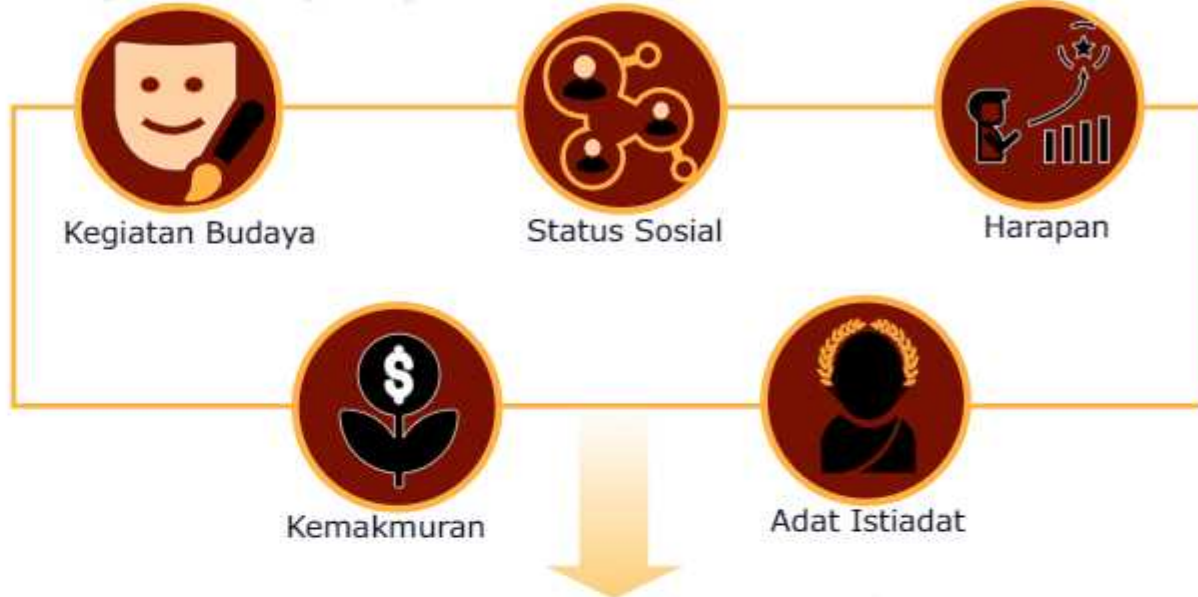 Kegiatan Budaya
Status Sosial
Harapan
Kemakmuran
Adat Istiadat